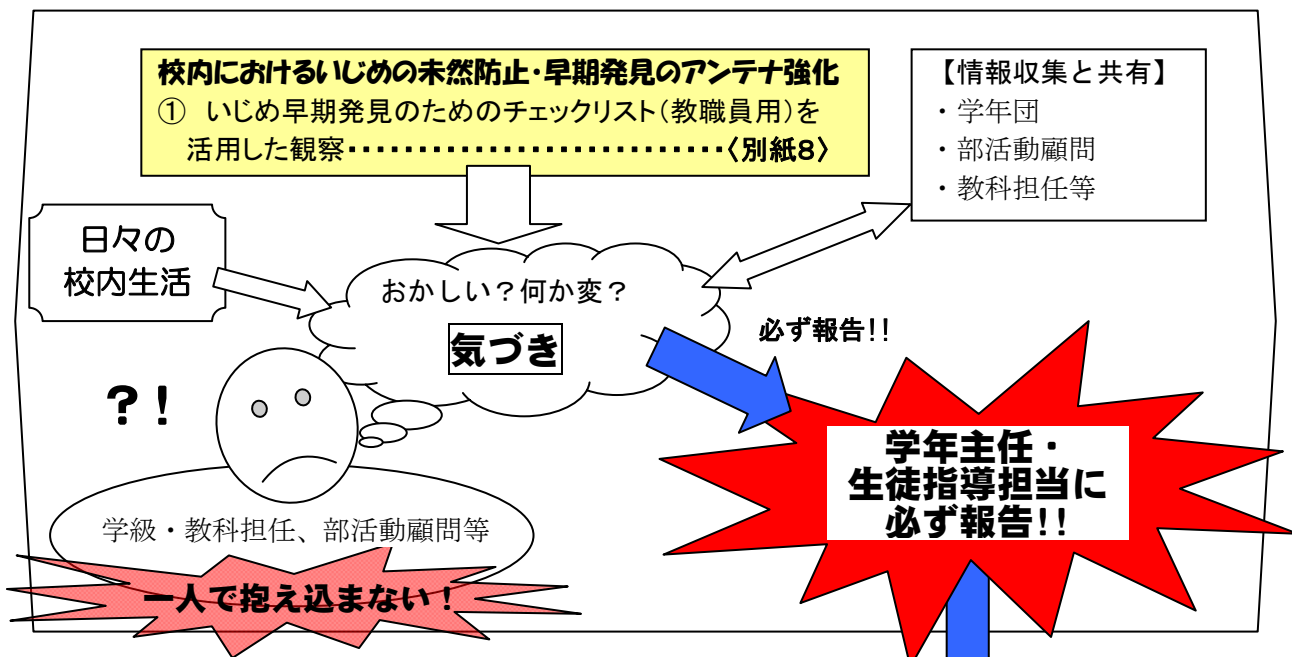 校内におけるいじめの未然防止・早期発見のアンテナ強化
① いじめ早期発見のためのチェックリスト（教職員用）を
活用した観察・・・・・・・・・・・・・・・・・・・・・・・・・・・〈別紙８〉
【情報収集と共有】
・学年団
・部活動顧問
・教科担任等
日々の
校内生活
おかしい？何か変？
気づき
必ず報告!!
？！
学年主任・
生徒指導担当に
必ず報告!!
学級・教科担任、部活動顧問等
一人で抱え込まない！